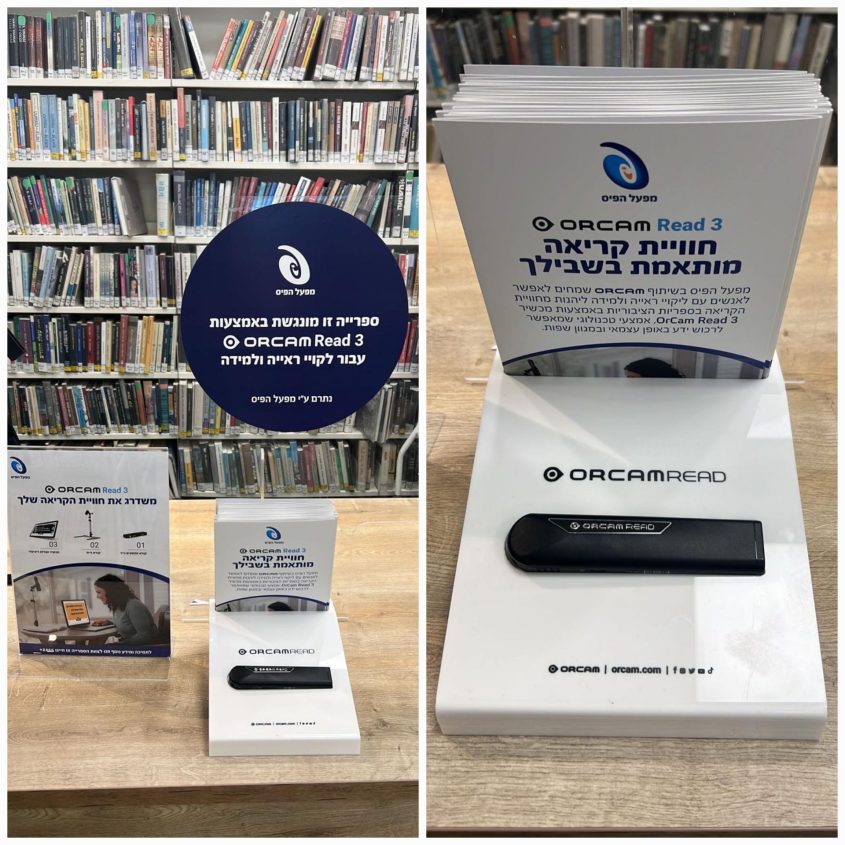 מפעל הפיס
ספרייה זו מונגשת באמצעות
ORCAM Read 3
עבור לקויי ראייה ולמידה
נתרם ע"י מפעל הפיס
ORCAM Read 3
משדרג את חוויית הקריאה שלך
03
02
01
מפעל הפיס
ORCAM Read 3
חוויית קריאה
מותאמת בשבילך
ORCAMREAD
ORCAM READ
ORCAM | orcam.com |
מפעל הפיס
ORCAM Read 3
חוויית קריאה
מותאמת בשבילך
מפעל הפיס בשיתוף ORCAM שמחים לאפשר
לאנשים עם ליקויי ראייה ולמידה ליהנות מחוויית
הקריאה בספריות הציבוריות באמצעות מכשיר
OrCam Read 3, אמצעי טכנולוגי שמאפשר
לרכוש ידע באופן עצמאי ובמגוון שפות.
ORCAMREAD
ORCAM READ
ORCAM | orcam.com |